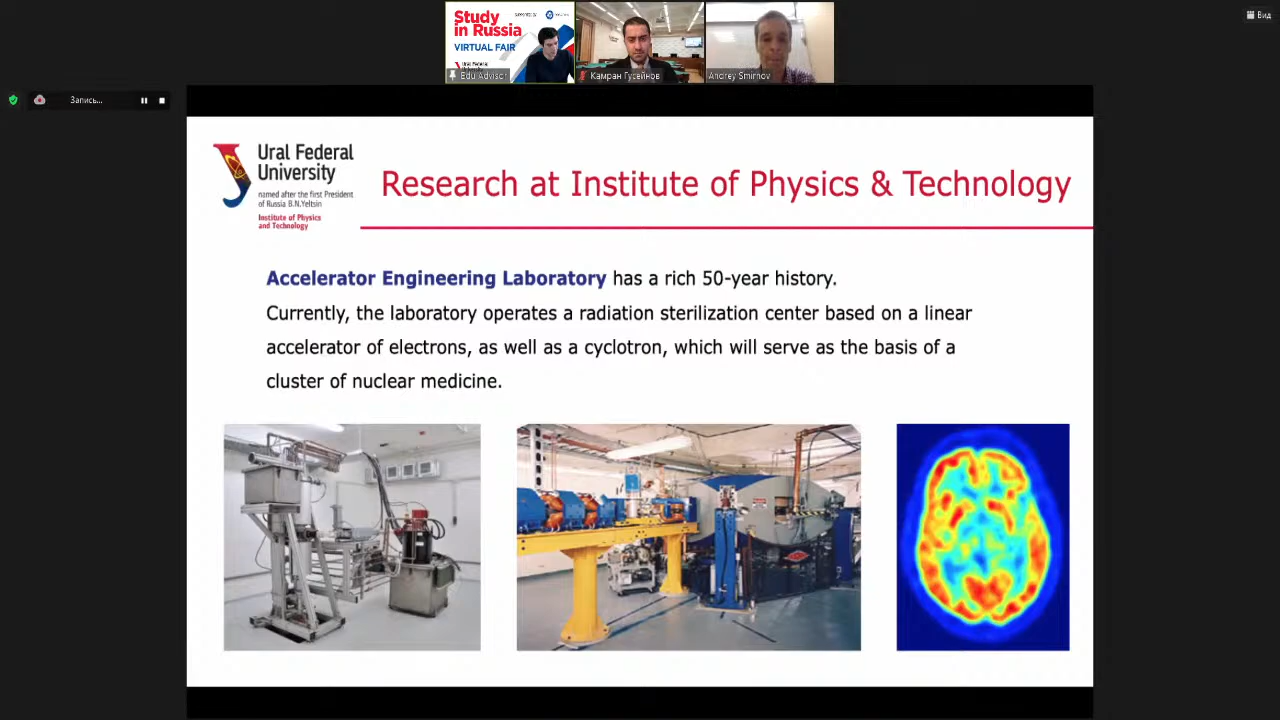 Study
in Russia
VIRTUAL FAIR
Edu Advisor
Камран Гусейнов
Andrey Smirnov
Вид
Запись...
Ural Federal
University
named after the first President
of Russia B.N.Yeltsin
Institute of Physics
and Technology
Research at Institute of Physics & Technology
Accelerator Engineering Laboratory has a rich 50-year history.
Currently, the laboratory operates a radiation sterilization center based on a linear
accelerator of electrons, as well as a cyclotron, which will serve as the basis of a
cluster of nuclear medicine.